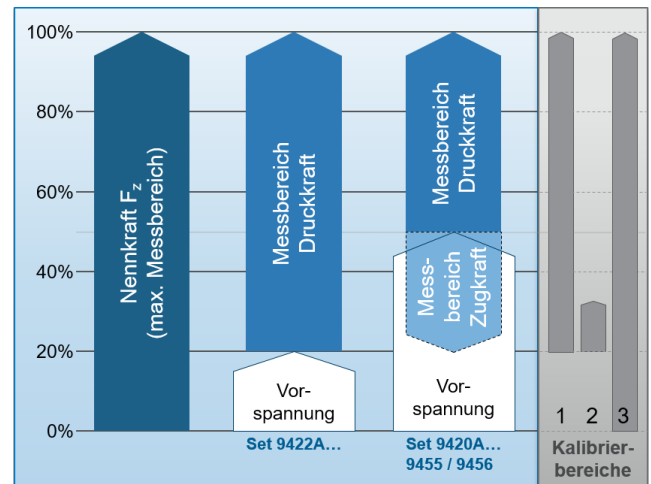 100%
80%
60%
40%
20%
0%
Nennkraft Fz
(max. Messbereich)
Messbereich
Druckkraft
Vor-
spannung
Set 9422A…
Messbereich
Druckkraft
Mess-
bereich
Zugkraft
Vor-
spannung
Set 9420A…
9455 / 9456
1 2 3
Kalibrier-
bereiche